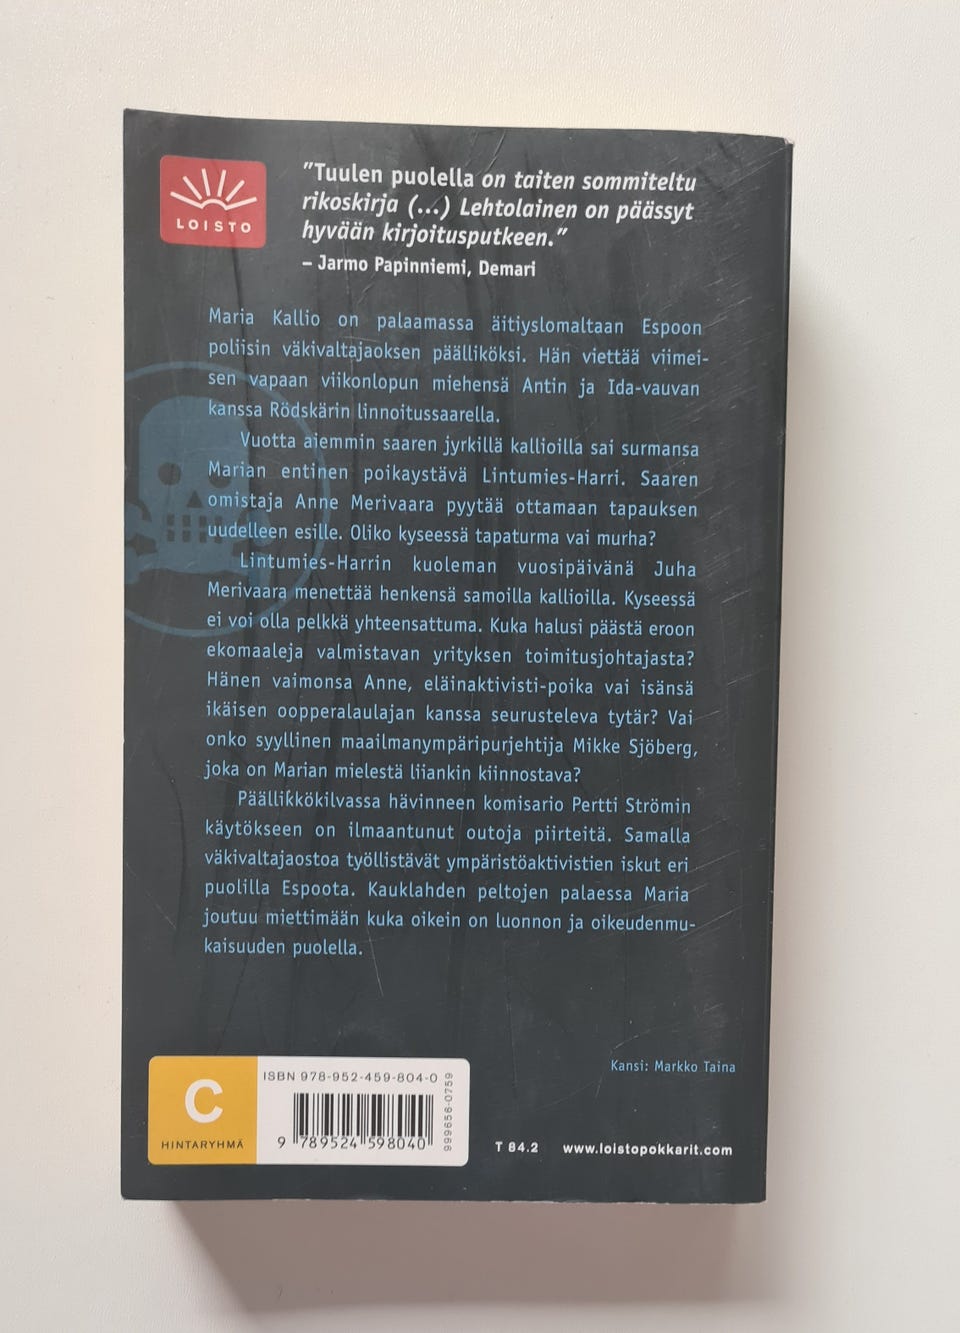 LOISTO
"Tuulen puolella on taiten sommiteltu
rikoskirja (...) Lehtolainen on päässyt
hyvään kirjoitusputkeen."
– Jarmo Papinniemi, Demari
Maria Kallio on palaamassa äitiyslomaltaan Espoon
poliisin väkivaltajaoksen päälliköksi. Hän viettää viimei-
sen vapaan viikonlopun miehensä Antin ja Ida-vauvan
kanssa Rödskärin linnoitussaarella.
Vuotta aiemmin saaren jyrkillä kallioilla sai surmansa
Marian entinen poikaystävä Lintumies-Harri. Saaren
omistaja Anne Merivaara pyytää ottamaan tapauksen
uudelleen esille. Oliko kyseessä tapaturma vai murha?
Lintumies-Harrin kuoleman vuosipäivänä Juha
Merivaara menettää henkensä samoilla kallioilla. Kyseessä
ei voi olla pelkkä yhteensattuma. Kuka halusi päästä eroon
ekomaaleja valmistavan yrityksen toimitusjohtajasta?
Hänen vaimonsa Anne, eläinaktivisti-poika vai isänsä
ikäisen oopperalaulajan kanssa seurusteleva tytär? Vai
onko syyllinen maailmanympäripurjehtija Mikke Sjöberg,
joka on Marian mielestä liiankin kiinnostava?
Päällikkökilvassa hävinneen komisario Pertti Strömin
käytökseen on ilmaantunut outoja piirteitä. Samalla
väkivaltajaostoa työllistävät ympäristöaktivistien iskut eri
puolilla Espoota. Kauklahden peltojen palaessa Maria
joutuu miettimään kuka oikein on luonnon ja oikeudenmu-
kaisuuden puolella.
Kansi: Markko Taina
C
HINTARYHMÄ
ISBN 978-952-459-804-0
9 789524 598040
999656-0759
T 84.2 www.loistopokkarit.com